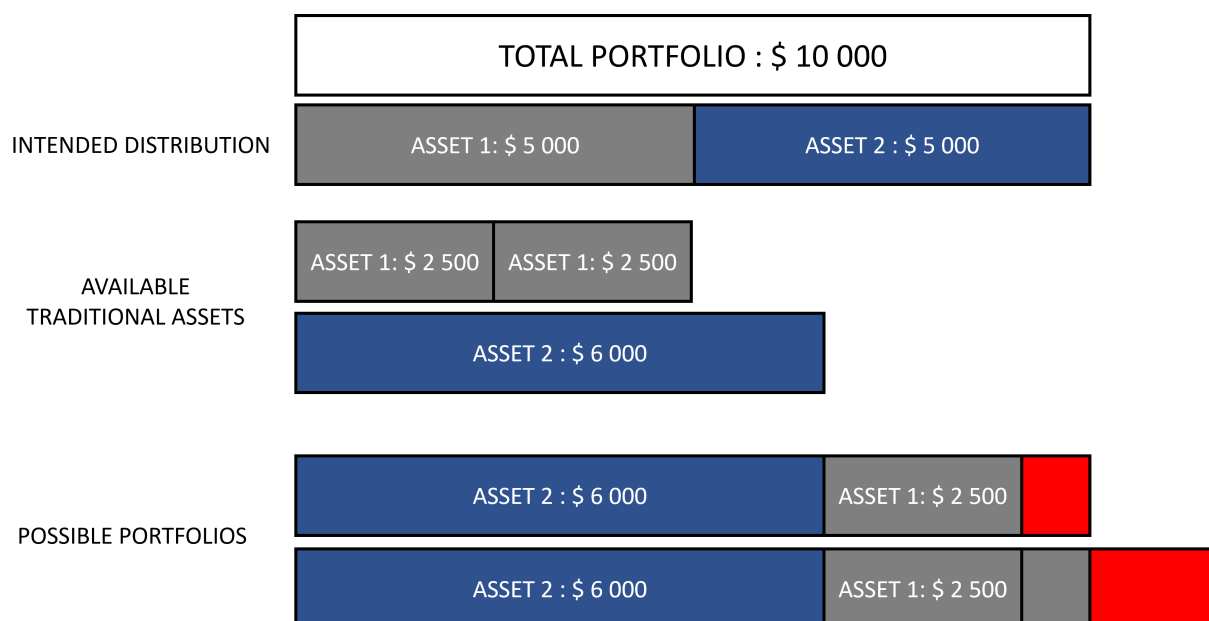 TOTAL PORTFOLIO : $ 10 000
INTENDED DISTRIBUTION
ASSET 1: $ 5 000
ASSET 2 : $ 5 000
AVAILABLE
TRADITIONAL ASSETS
ASSET 1: $ 2 500
ASSET 1: $ 2 500
ASSET 2 : $ 6 000
POSSIBLE PORTFOLIOS
ASSET 2 : $ 6 000
ASSET 1: $ 2 500
ASSET 2 : $ 6 000
ASSET 1: $ 2 500